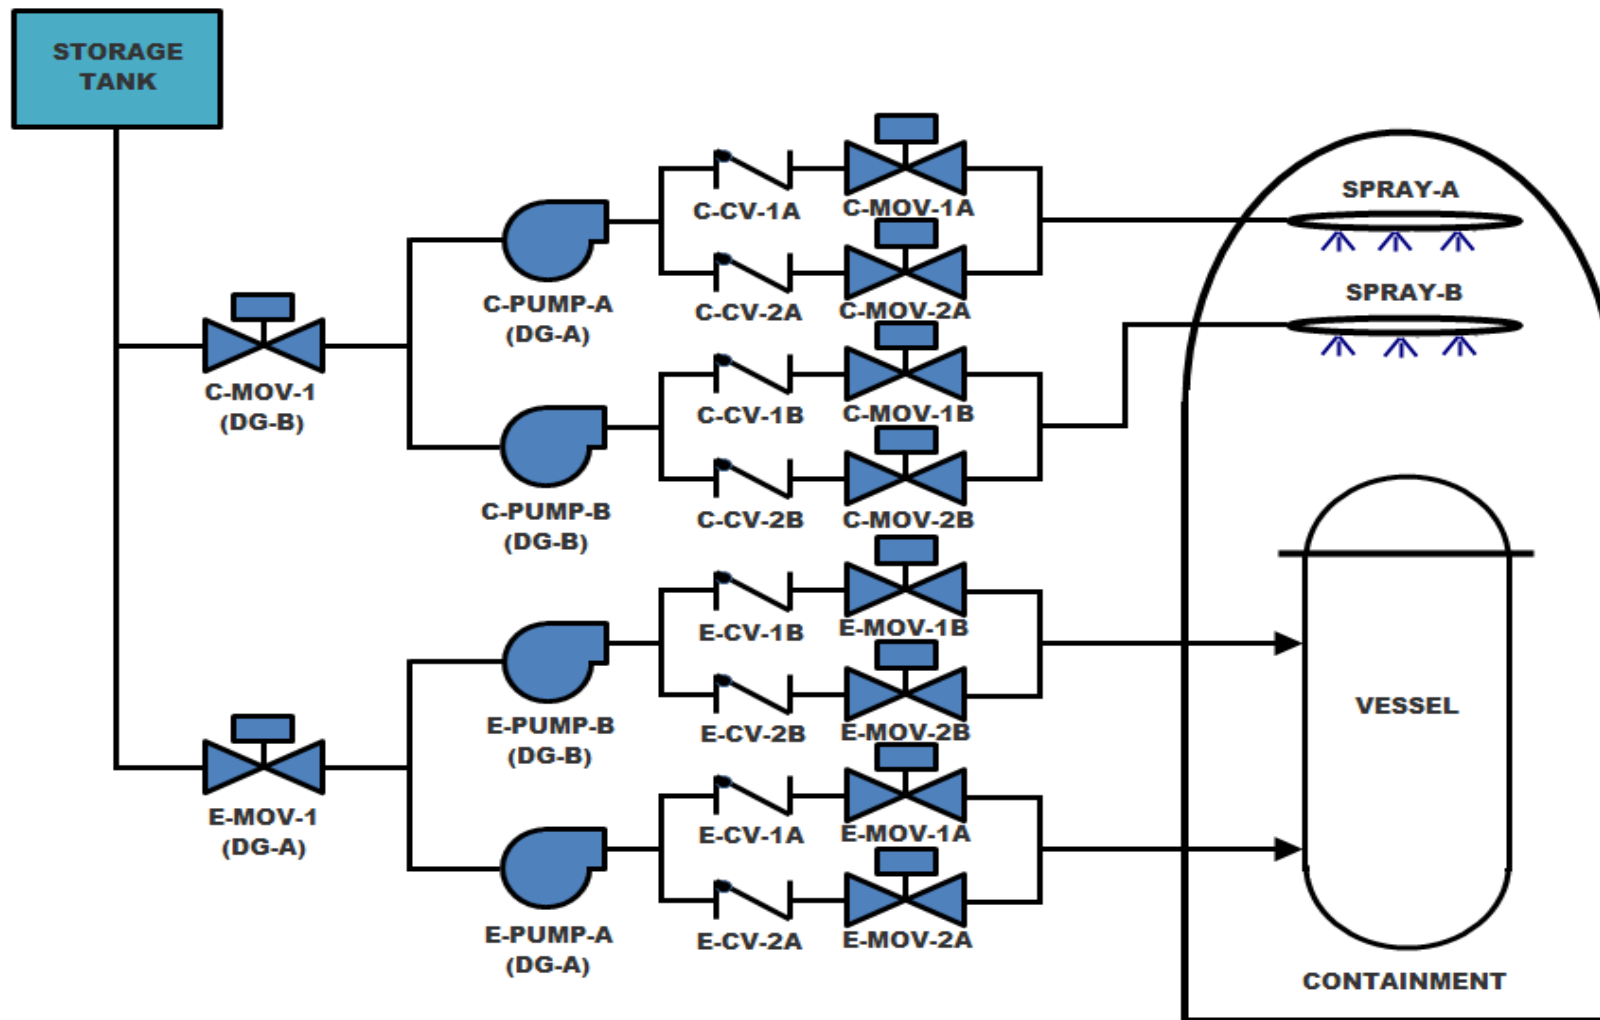 STORAGE
TANK
C-MOV-1
(DG-B)
C-PUMP-A
(DG-A)
C-PUMP-B
(DG-B)
C-CV-1A
C-MOV-1A
C-CV-2A
C-MOV-2A
C-CV-1B
C-MOV-1B
C-CV-2B
C-MOV-2B
SPRAY-A
SPRAY-B
E-MOV-1
(DG-A)
E-PUMP-B
(DG-B)
E-PUMP-A
(DG-A)
E-CV-1B
E-MOV-1B
E-CV-2B
E-MOV-2B
E-CV-1A
E-MOV-1A
E-CV-2A
E-MOV-2A
VESSEL
CONTAINMENT